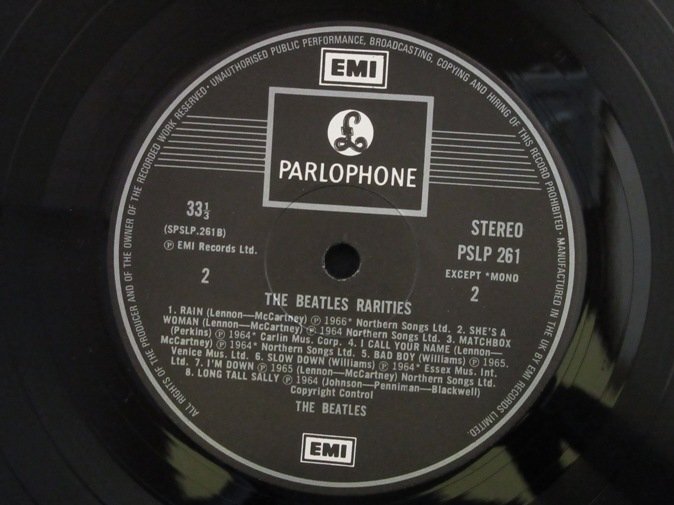 ALL RIGHTS OF THE PRODUCER AND OF THE OWNER OF THE RECORDED WORK RESERVED · UNAUTHORISED PUBLIC PERFORMANCE, BROADCASTING, COPYING AND HIRING OF THIS RECORD PROHIBITED · MANUFACTURED IN THE UK BY EMI RECORDS LIMITED.
EMI
£
PARLOPHONE
33⅓
(SPSLP.261B)
Ⓟ EMI Records Ltd.
2
STEREO
PSLP 261
EXCEPT *MONO
2
THE BEATLES RARITIES
1. RAIN (Lennon—McCartney) Ⓟ 1966* Northern Songs Ltd. 2. SHE'S A
WOMAN (Lennon—McCartney) Ⓟ 1964 Northern Songs Ltd. 3. MATCHBOX
(Perkins) Ⓟ 1964* Carlin Mus. Corp. 4. I CALL YOUR NAME (Lennon—
McCartney) Ⓟ 1964* Northern Songs Ltd. 5. BAD BOY (Williams) Ⓟ 1965.
Venice Mus. Ltd. 6. SLOW DOWN (Williams) Ⓟ 1964* Essex Mus. Int.
Ltd. 7. I'M DOWN Ⓟ 1965 (Lennon—McCartney) Northern Songs Ltd.
8. LONG TALL SALLY Ⓟ 1964 (Johnson—Penniman—Blackwell)
Copyright Control
THE BEATLES
EMI